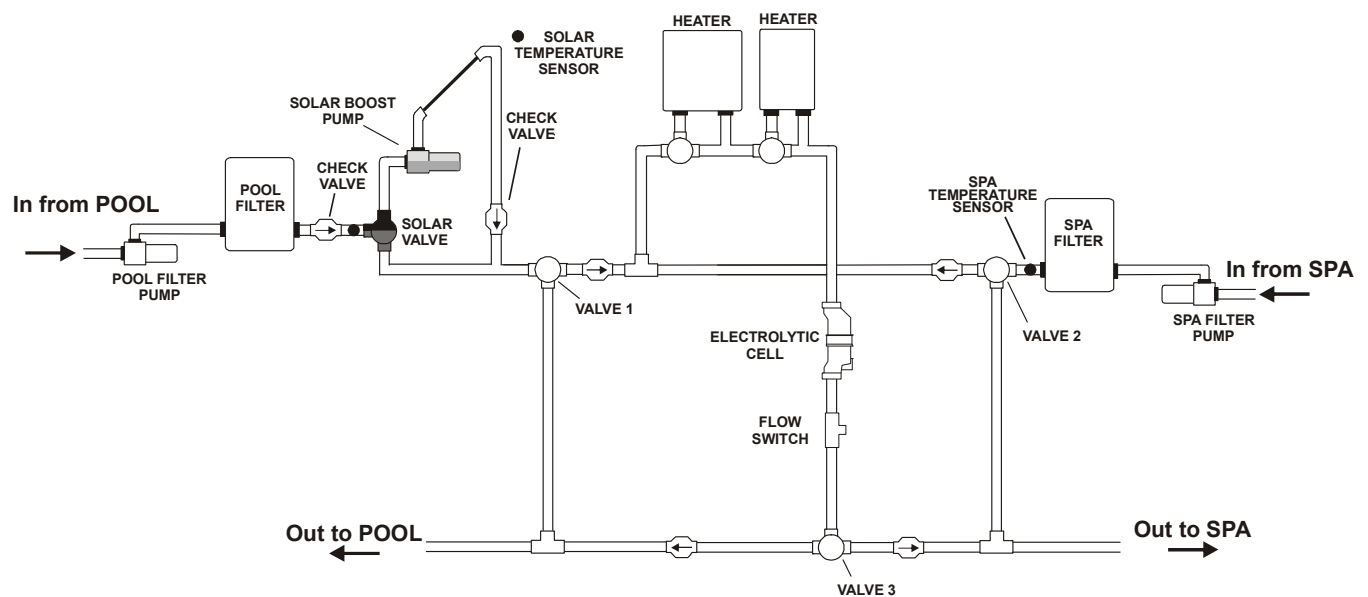 HEATER
HEATER
SOLAR
TEMPERATURE
SENSOR
SOLAR BOOST
PUMP
CHECK
VALVE
CHECK
VALVE
POOL
FILTER
SPA
TEMPERATURE
SENSOR
SPA
FILTER
In from POOL
SOLAR
VALVE
POOL FILTER
PUMP
In from SPA
VALVE 1
VALVE 2
SPA FILTER
PUMP
ELECTROLYTIC
CELL
FLOW
SWITCH
Out to POOL
Out to SPA
VALVE 3